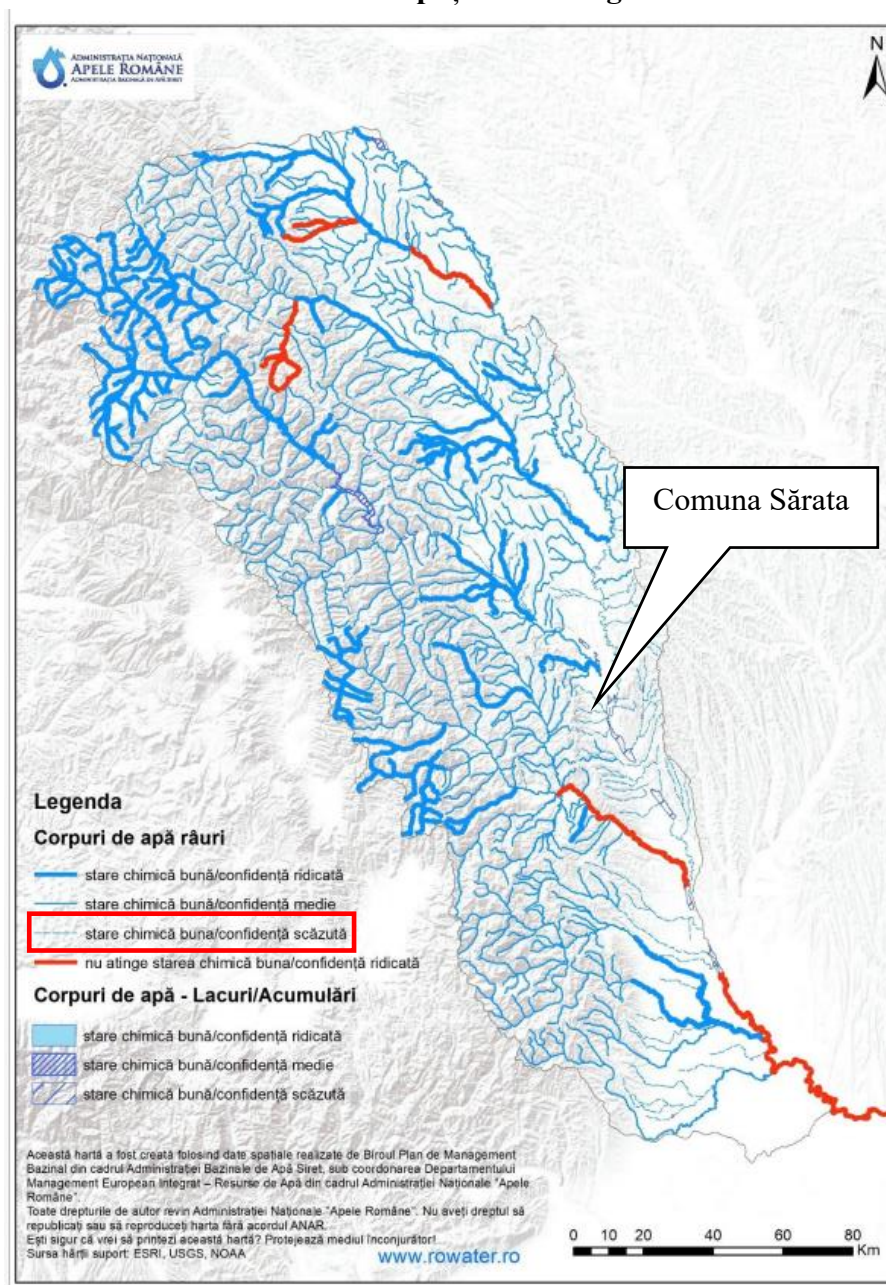 ADMINISTRAȚIA NAȚIONALĂ
APELE ROMÂNE
ADMINISTRAȚIA BAZINALĂ DE APĂ SIRET
N
Comuna Sărata
Legenda
Corpuri de apă râuri
stare chimică bună/confidență ridicată
stare chimică bună/confidență medie
stare chimică buna/confidență scăzută
nu atinge starea chimică buna/confidență ridicată
Corpuri de apă - Lacuri/Acumulări
stare chimică bună/confidență ridicată
stare chimică bună/confidență medie
stare chimică bună/confidență scăzută
Această hartă a fost creată folosind date spațiale realizate de Biroul Plan de Management
Bazinal din cadrul Administrației Bazinale de Apă Siret, sub coordonarea Departamentului
Management European Integrat – Resurse de Apă din cadrul Administrației Naționale "Apele
Române".
Toate drepturile de autor revin Administrației Naționale "Apele Române". Nu aveți dreptul să
republicați sau să reproduceți harta fără acordul ANAR.
Ești sigur că vrei să printezi această hartă? Protejează mediul înconjurător!
Sursa hărții suport: ESRI, USGS, NOAA
www.rowater.ro
0 10 20 40 60 80
Km